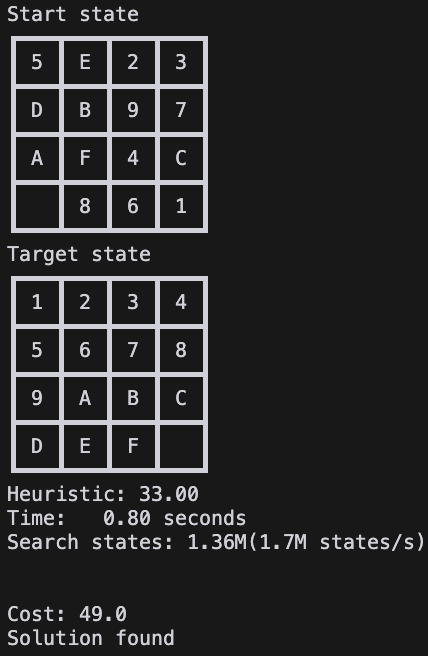 Start state
5 E 2 3
D B 9 7
A F 4 C
8 6 1
Target state
1 2 3 4
5 6 7 8
9 A B C
D E F
Heuristic: 33.00
Time:   0.80 seconds
Search states: 1.36M(1.7M states/s)
Cost: 49.0
Solution found